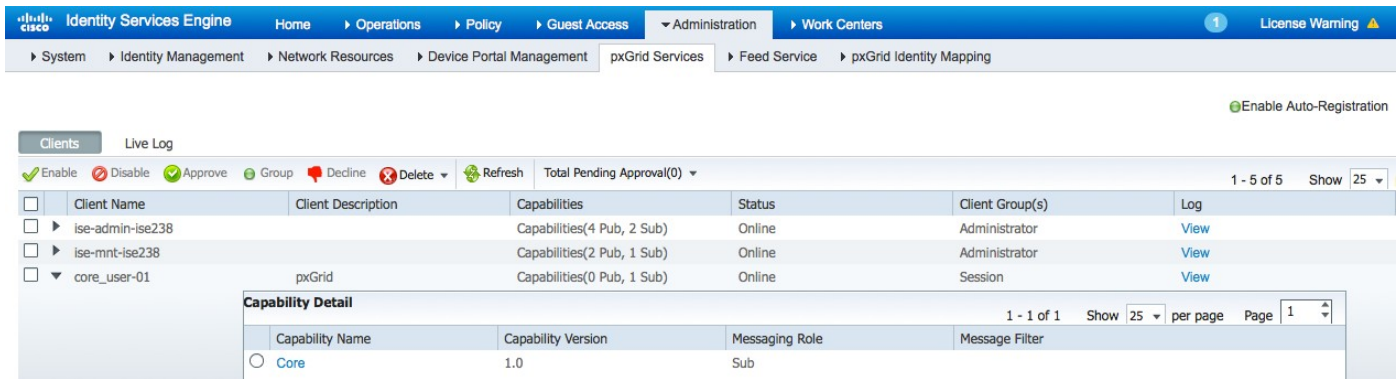 cisco Identity Services Engine Home Operations Policy Guest Access Administration Work Centers 1 License Warning
System Identity Management Network Resources Device Portal Management pxGrid Services Feed Service pxGrid Identity Mapping
Enable Auto-Registration
Clients Live Log
Enable Disable Approve Group Decline Delete Refresh Total Pending Approval(0) 1 - 5 of 5 Show 25
Client Name Client Description Capabilities Status Client Group(s) Log
ise-admin-ise238 Capabilities(4 Pub, 2 Sub) Online Administrator View
ise-mnt-ise238 Capabilities(2 Pub, 1 Sub) Online Administrator View
core_user-01 pxGrid Capabilities(0 Pub, 1 Sub) Online Session View
Capability Detail
1 - 1 of 1 Show 25 per page Page 1
Capability Name Capability Version Messaging Role Message Filter
Core 1.0 Sub